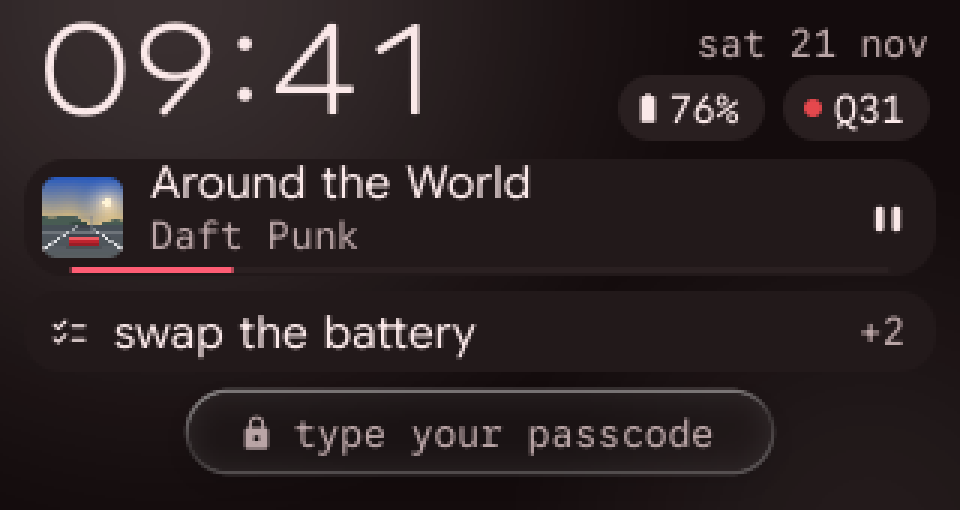 09:41
sat 21 nov
76% Q31
Around the World
Daft Punk
swap the battery +2
type your passcode